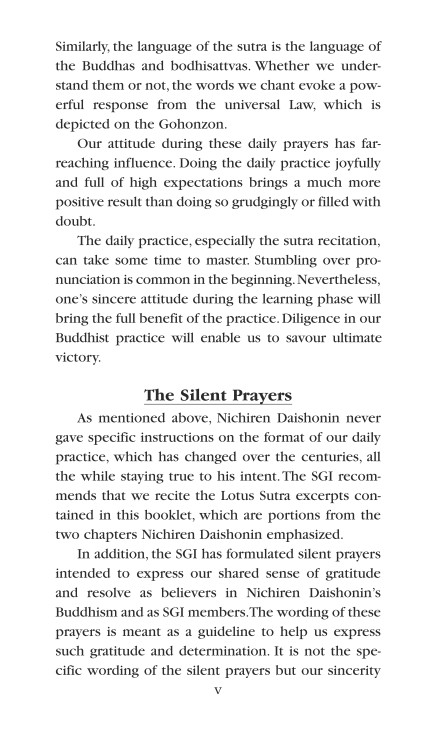 Similarly, the language of the sutra is the language of
the Buddhas and bodhisattvas. Whether we under-
stand them or not, the words we chant evoke a pow-
erful response from the universal Law, which is
depicted on the Gohonzon.
Our attitude during these daily prayers has far-
reaching influence. Doing the daily practice joyfully
and full of high expectations brings a much more
positive result than doing so grudgingly or filled with
doubt.
The daily practice, especially the sutra recitation,
can take some time to master. Stumbling over pro-
nunciation is common in the beginning. Nevertheless,
one's sincere attitude during the learning phase will
bring the full benefit of the practice. Diligence in our
Buddhist practice will enable us to savour ultimate
victory.
The Silent Prayers
As mentioned above, Nichiren Daishonin never
gave specific instructions on the format of our daily
practice, which has changed over the centuries, all
the while staying true to his intent. The SGI recom-
mends that we recite the Lotus Sutra excerpts con-
tained in this booklet, which are portions from the
two chapters Nichiren Daishonin emphasized.
In addition, the SGI has formulated silent prayers
intended to express our shared sense of gratitude
and resolve as believers in Nichiren Daishonin's
Buddhism and as SGI members. The wording of these
prayers is meant as a guideline to help us express
such gratitude and determination. It is not the spe-
cific wording of the silent prayers but our sincerity
v